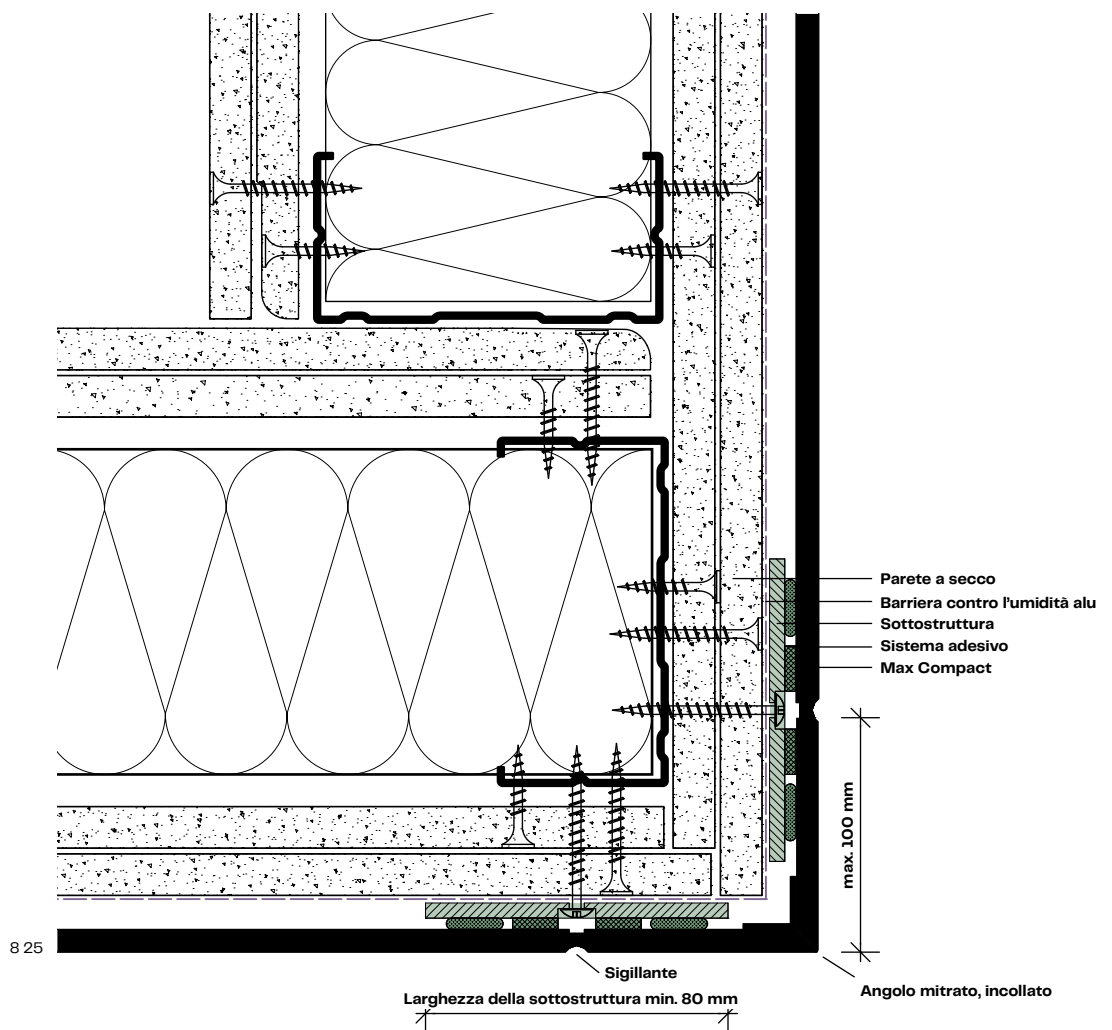 Parete a secco
Barriera contro l'umidità alu
Sottostruttura
Sistema adesivo
Max Compact
max. 100 mm
8 25
Sigillante
Angolo mitrato, incollato
Larghezza della sottostruttura min. 80 mm